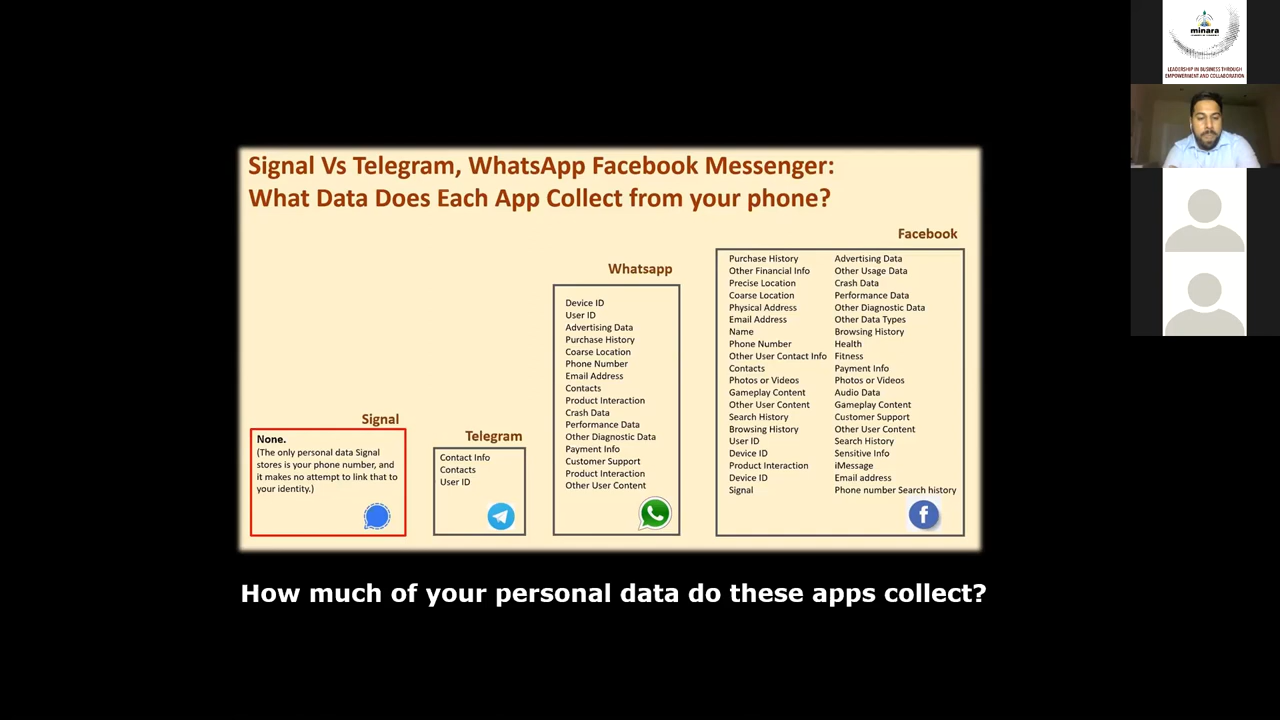 Signal Vs Telegram, WhatsApp Facebook Messenger:
What Data Does Each App Collect from your phone?
Signal
None.
(The only personal data Signal
stores is your phone number, and
it makes no attempt to link that to
your identity.)
Telegram
Contact Info
Contacts
User ID
Whatsapp
Device ID
User ID
Advertising Data
Purchase History
Coarse Location
Phone Number
Email Address
Contacts
Product Interaction
Crash Data
Performance Data
Other Diagnostic Data
Payment Info
Customer Support
Product Interaction
Other User Content
Facebook
Purchase History
Other Financial Info
Precise Location
Coarse Location
Physical Address
Email Address
Name
Phone Number
Other User Contact Info
Contacts
Photos or Videos
Gameplay Content
Other User Content
Search History
Browsing History
User ID
Device ID
Product Interaction
Device ID
Signal
Advertising Data
Other Usage Data
Crash Data
Performance Data
Other Diagnostic Data
Other Data Types
Browsing History
Health
Fitness
Payment Info
Photos or Videos
Audio Data
Gameplay Content
Customer Support
Other User Content
Search History
Sensitive Info
iMessage
Email address
Phone number Search history
How much of your personal data do these apps collect?
minara
LEADERSHIP IN BUSINESS THROUGH
EMPOWERMENT AND COLLABORATION